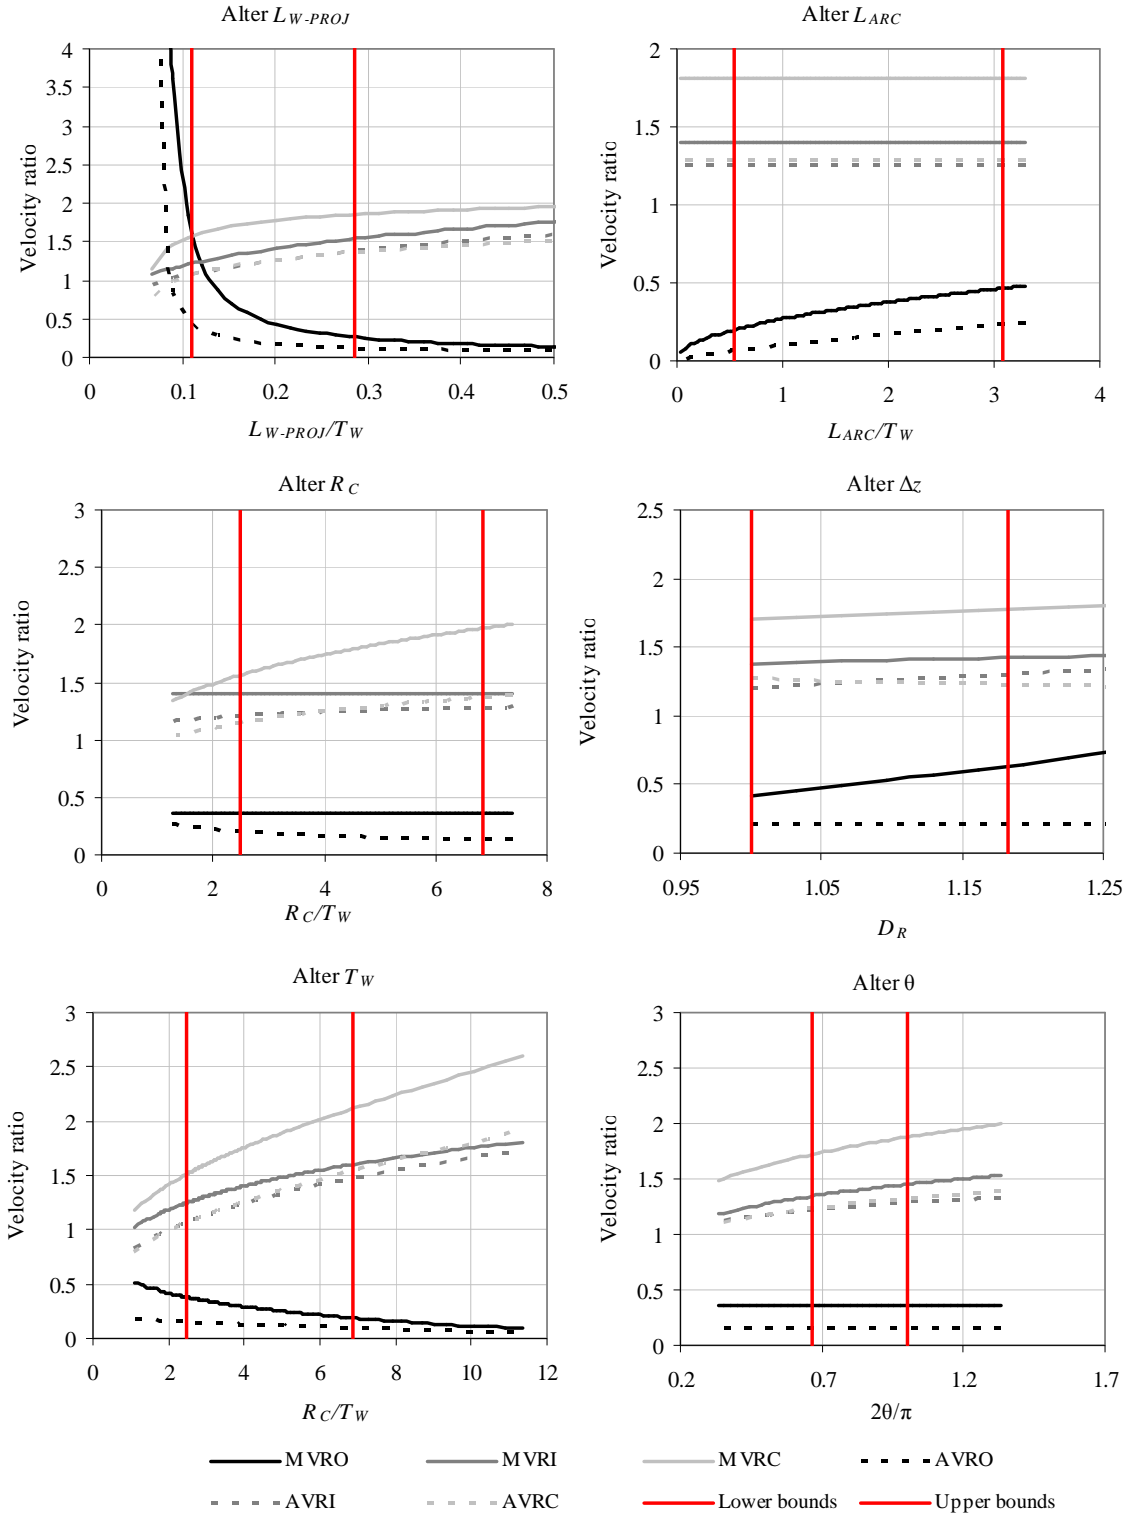 Alter L W-PROJ
Velocity ratio
4
3.5
3
2.5
2
1.5
1
0.5
0
0 0.1 0.2 0.3 0.4 0.5
L W-PROJ/T W
Alter L ARC
Velocity ratio
2
1.5
1
0.5
0
0 1 2 3 4
L ARC/T W
Alter R C
Velocity ratio
3
2.5
2
1.5
1
0.5
0
0 2 4 6 8
R C/T W
Alter Δz
Velocity ratio
2.5
2
1.5
1
0.5
0
0.95 1.05 1.15 1.25
D R
Alter T W
Velocity ratio
3
2.5
2
1.5
1
0.5
0
0 2 4 6 8 10 12
R C/T W
Alter θ
Velocity ratio
3
2.5
2
1.5
1
0.5
0
0.2 0.7 1.2 1.7
2θ/π
MVRO MVRI MVRC AVRO
AVRI AVRC Lower bounds Upper bounds